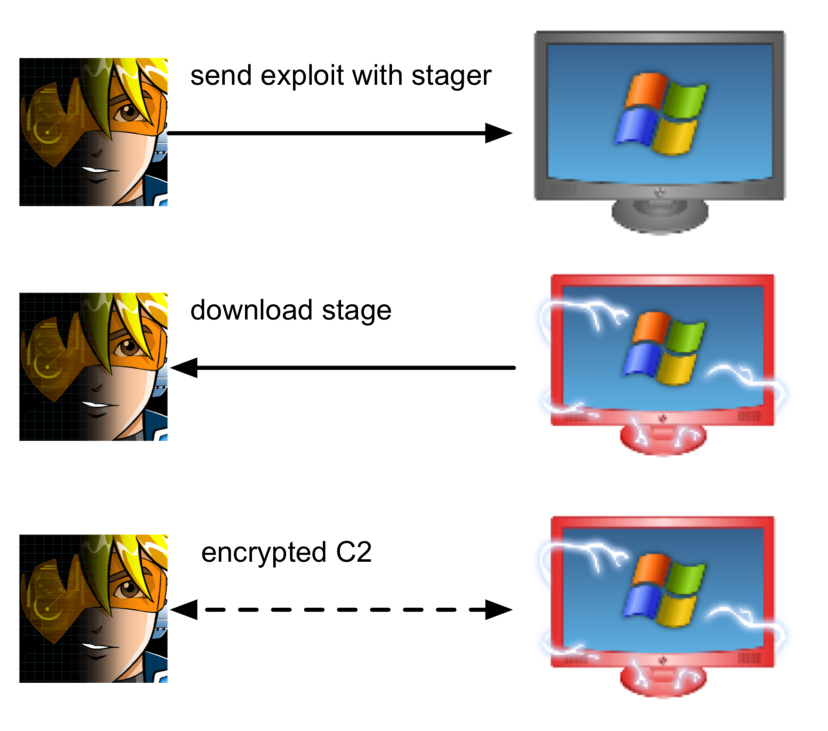 send exploit with stager
download stage
encrypted C2